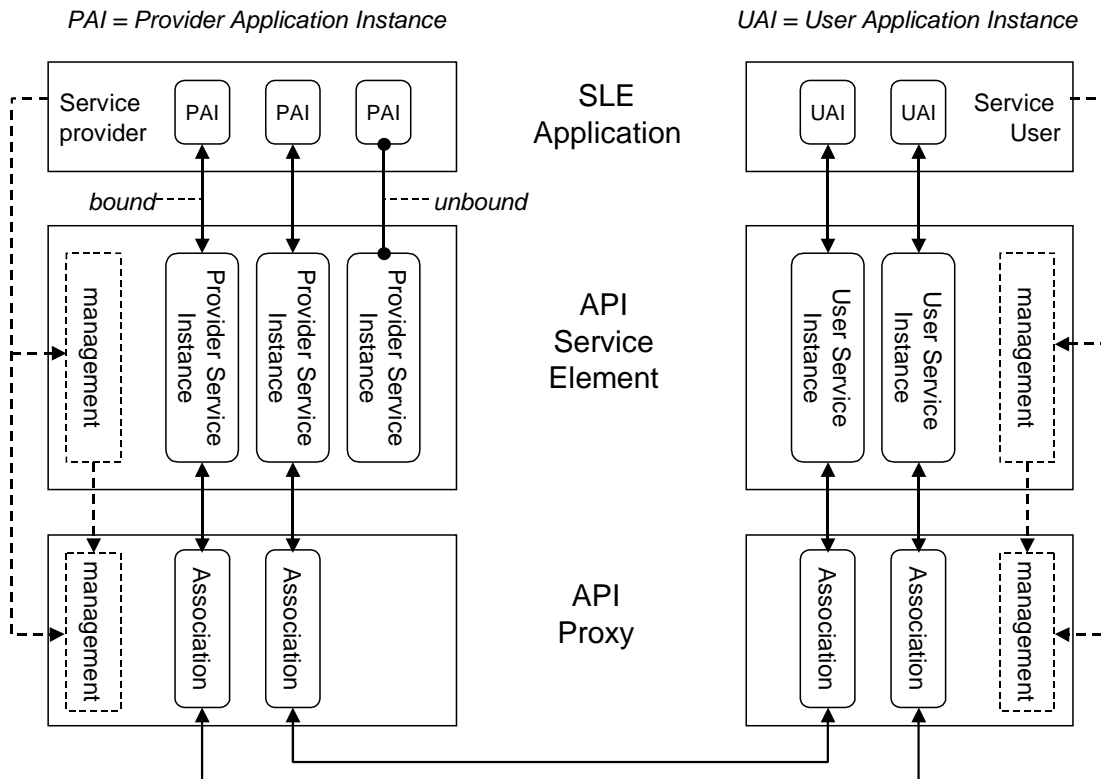 PAI = Provider Application Instance
UAI = User Application Instance
Service
provider
PAI
PAI
PAI
SLE
Application
UAI
UAI
Service
User
bound
unbound
management
Provider Service
Instance
Provider Service
Instance
Provider Service
Instance
API
Service
Element
User Service
Instance
User Service
Instance
management
management
Association
Association
API
Proxy
Association
Association
management